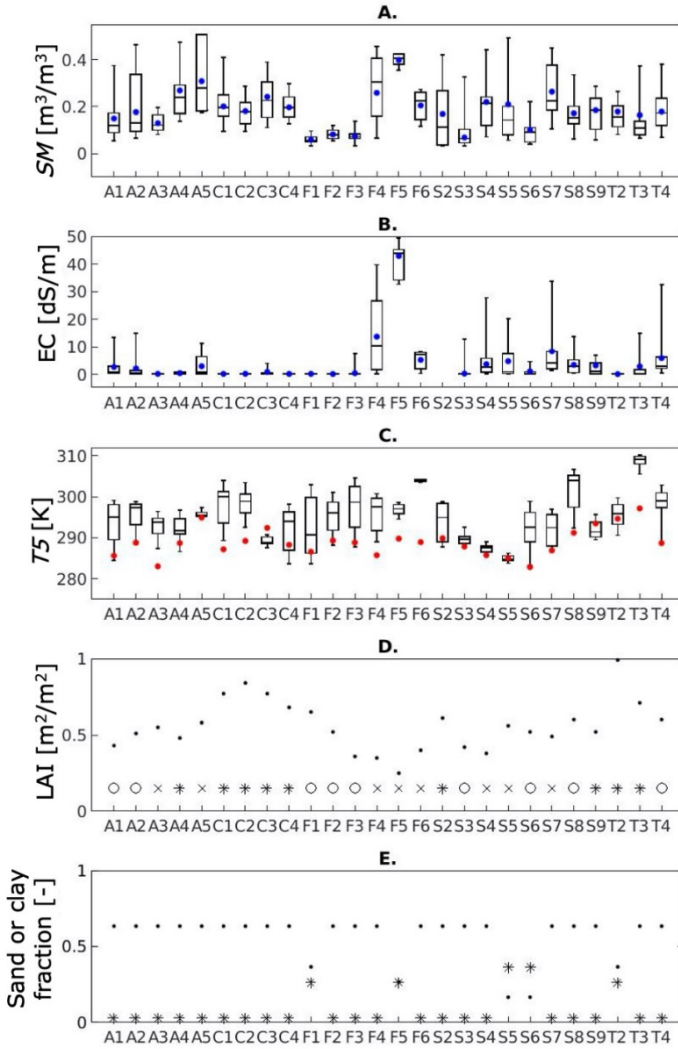 A.
SM [m³/m³]
0.4
0.2
0
A1 A2 A3 A4 A5 C1 C2 C3 C4 F1 F2 F3 F4 F5 F6 S2 S3 S4 S5 S6 S7 S8 S9 T2 T3 T4
B.
EC [dS/m]
50
40
30
20
10
0
A1 A2 A3 A4 A5 C1 C2 C3 C4 F1 F2 F3 F4 F5 F6 S2 S3 S4 S5 S6 S7 S8 S9 T2 T3 T4
C.
T5 [K]
310
300
290
280
A1 A2 A3 A4 A5 C1 C2 C3 C4 F1 F2 F3 F4 F5 F6 S2 S3 S4 S5 S6 S7 S8 S9 T2 T3 T4
D.
LAI [m²/m²]
1
0.5
0
A1 A2 A3 A4 A5 C1 C2 C3 C4 F1 F2 F3 F4 F5 F6 S2 S3 S4 S5 S6 S7 S8 S9 T2 T3 T4
E.
Sand or clay
fraction [-]
1
0.5
0
A1 A2 A3 A4 A5 C1 C2 C3 C4 F1 F2 F3 F4 F5 F6 S2 S3 S4 S5 S6 S7 S8 S9 T2 T3 T4